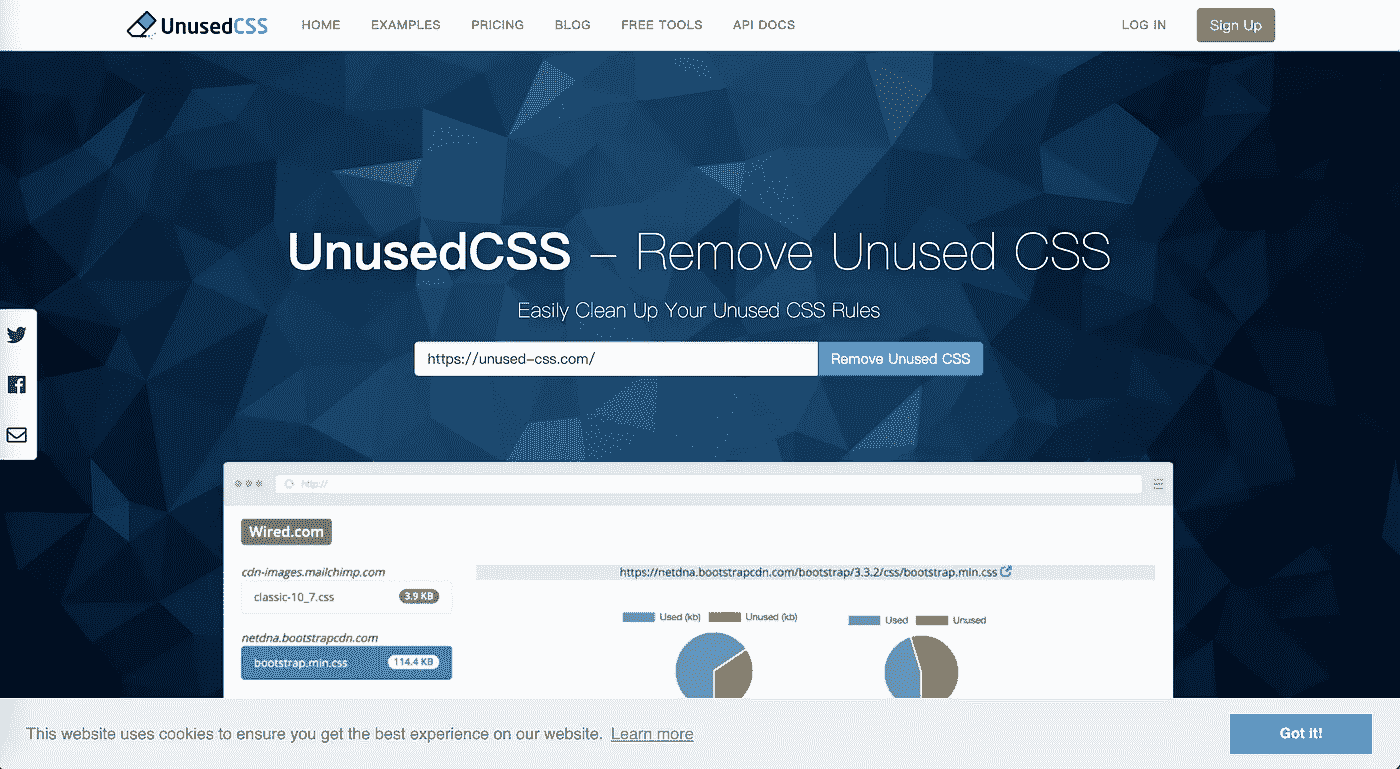 UnusedCSS HOME EXAMPLES PRICING BLOG FREE TOOLS API DOCS LOG IN Sign Up
UnusedCSS – Remove Unused CSS
Easily Clean Up Your Unused CSS Rules
https://unused-css.com/ Remove Unused CSS
http://
Wired.com
cdn-images.mailchimp.com
classic-10_7.css 3.9 KB
netdna.bootstrapcdn.com
bootstrap.min.css 114.4 KB
https://netdna.bootstrapcdn.com/bootstrap/3.3.2/css/bootstrap.min.css
Used (kb) Unused (kb)
Used Unused
This website uses cookies to ensure you get the best experience on our website. Learn more
Got it!